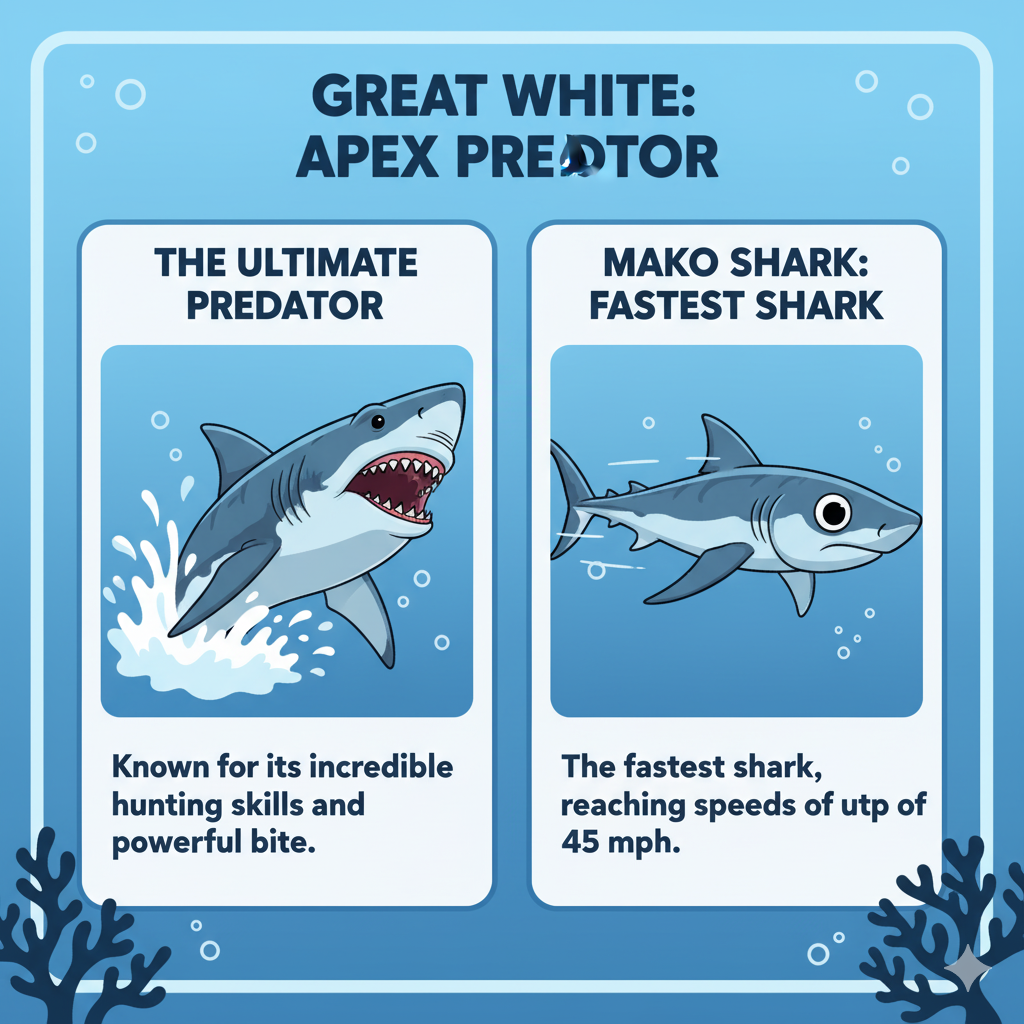 GREAT WHITE:
APEX PREDTOR
THE ULTIMATE
PREDATOR
Known for its incredible
hunting skills and
powerful bite.
MAKO SHARK:
FASTEST SHARK
The fastest shark,
reaching speeds of utp of
45 mph.